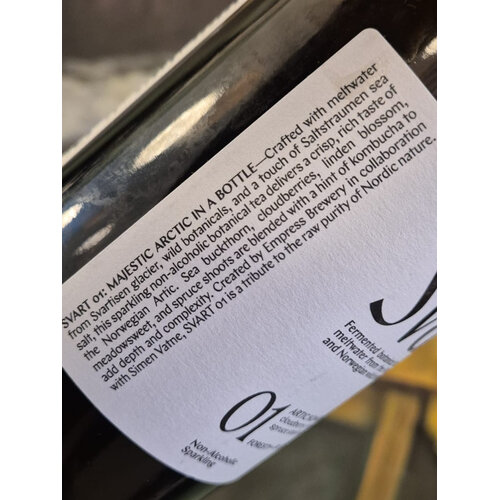 SVART 01: MAJESTIC ARCTIC IN A BOTTLE—Crafted with meltwater
from Svartisen glacier, wild botanicals, and a touch of Saltstraumen sea
salt, this sparkling non-alcoholic botanical tea delivers a crisp, rich taste of
the Norwegian Artic. Sea buckthorn, cloudberries, linden blossom,
meadowsweet, and spruce shoots are blended with a hint of kombucha to
add depth and complexity. Created by Empress Brewery in collaboration
with Simen Vatne, SVART 01 is a tribute to the raw purity of Nordic nature.
Fermented
meltwater from
and Norwegian
01
Non-Alcoholic
Sparkling